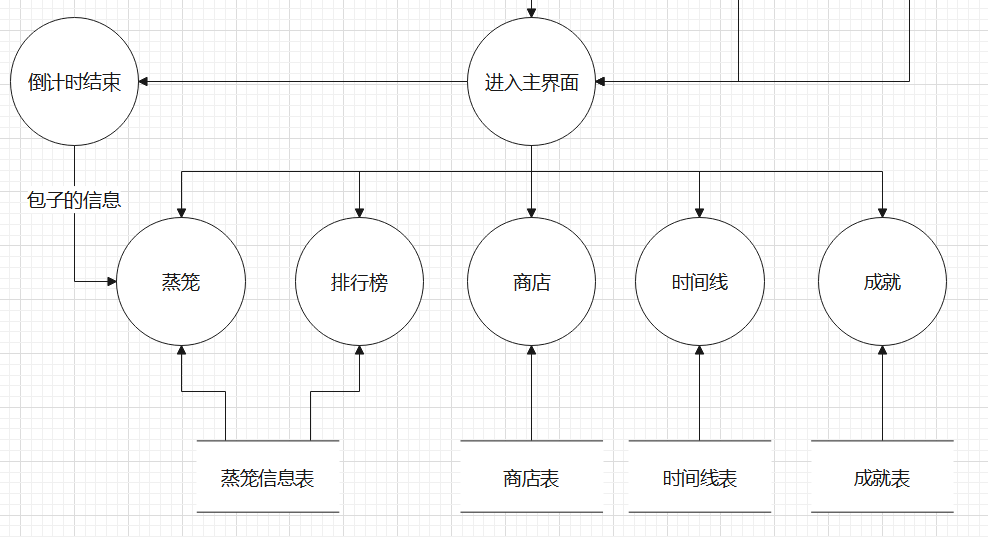 倒计时结束
进入主界面
包子的信息
蒸笼
排行榜
商店
时间线
成就
蒸笼信息表
商店表
时间线表
成就表